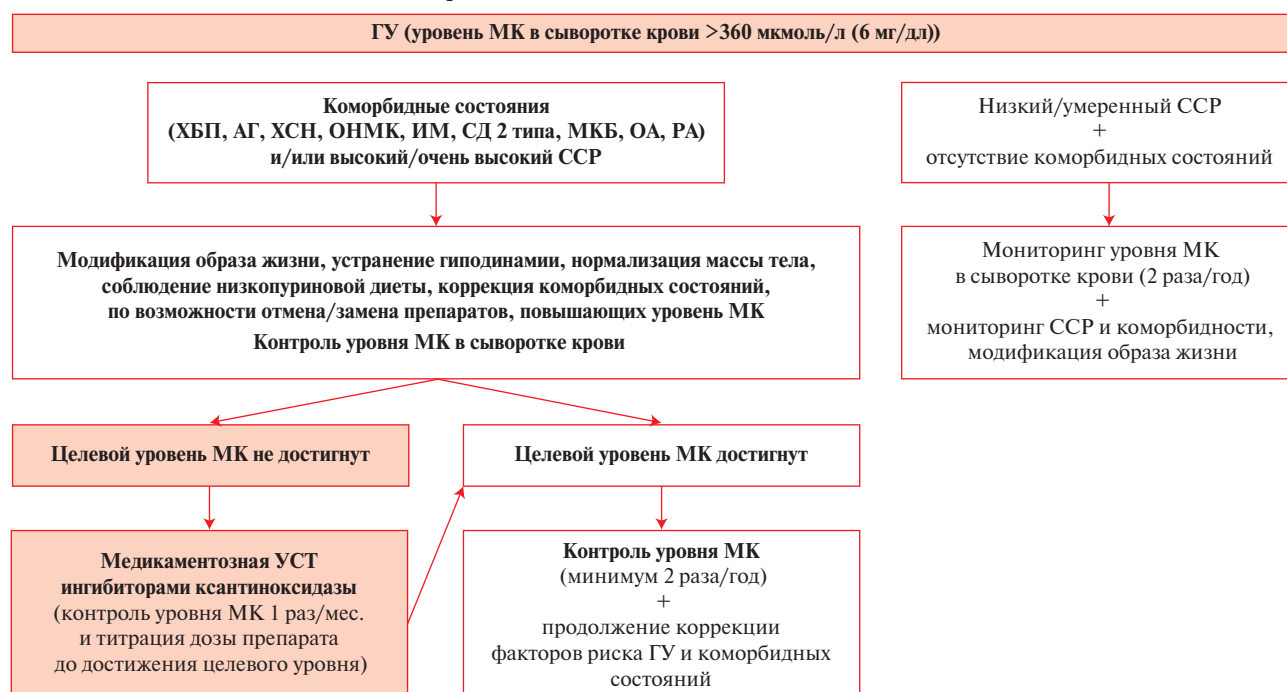 ГУ (уровень МК в сыворотке крови >360 мкмоль/л (6 мг/дл))
Коморбидные состояния
(ХБП, АГ, ХСН, ОНМК, ИМ, СД 2 типа, МКБ, ОА, РА)
и/или высокий/очень высокий ССР
Низкий/умеренный ССР
+
отсутствие коморбидных состояний
Модификация образа жизни, устранение гиподинамии, нормализация массы тела,
соблюдение низкопуриновой диеты, коррекция коморбидных состояний,
по возможности отмена/замена препаратов, повышающих уровень МК
Контроль уровня МК в сыворотке крови
Мониторинг уровня МК
в сыворотке крови (2 раза/год)
+
мониторинг ССР и коморбидности,
модификация образа жизни
Целевой уровень МК не достигнут
Целевой уровень МК достигнут
Медикаментозная УСТ
ингибиторами ксантиноксидазы
(контроль уровня МК 1 раз/мес.
и титрация дозы препарата
до достижения целевого уровня)
Контроль уровня МК
(минимум 2 раза/год)
+
продолжение коррекции
факторов риска ГУ и коморбидных
состояний